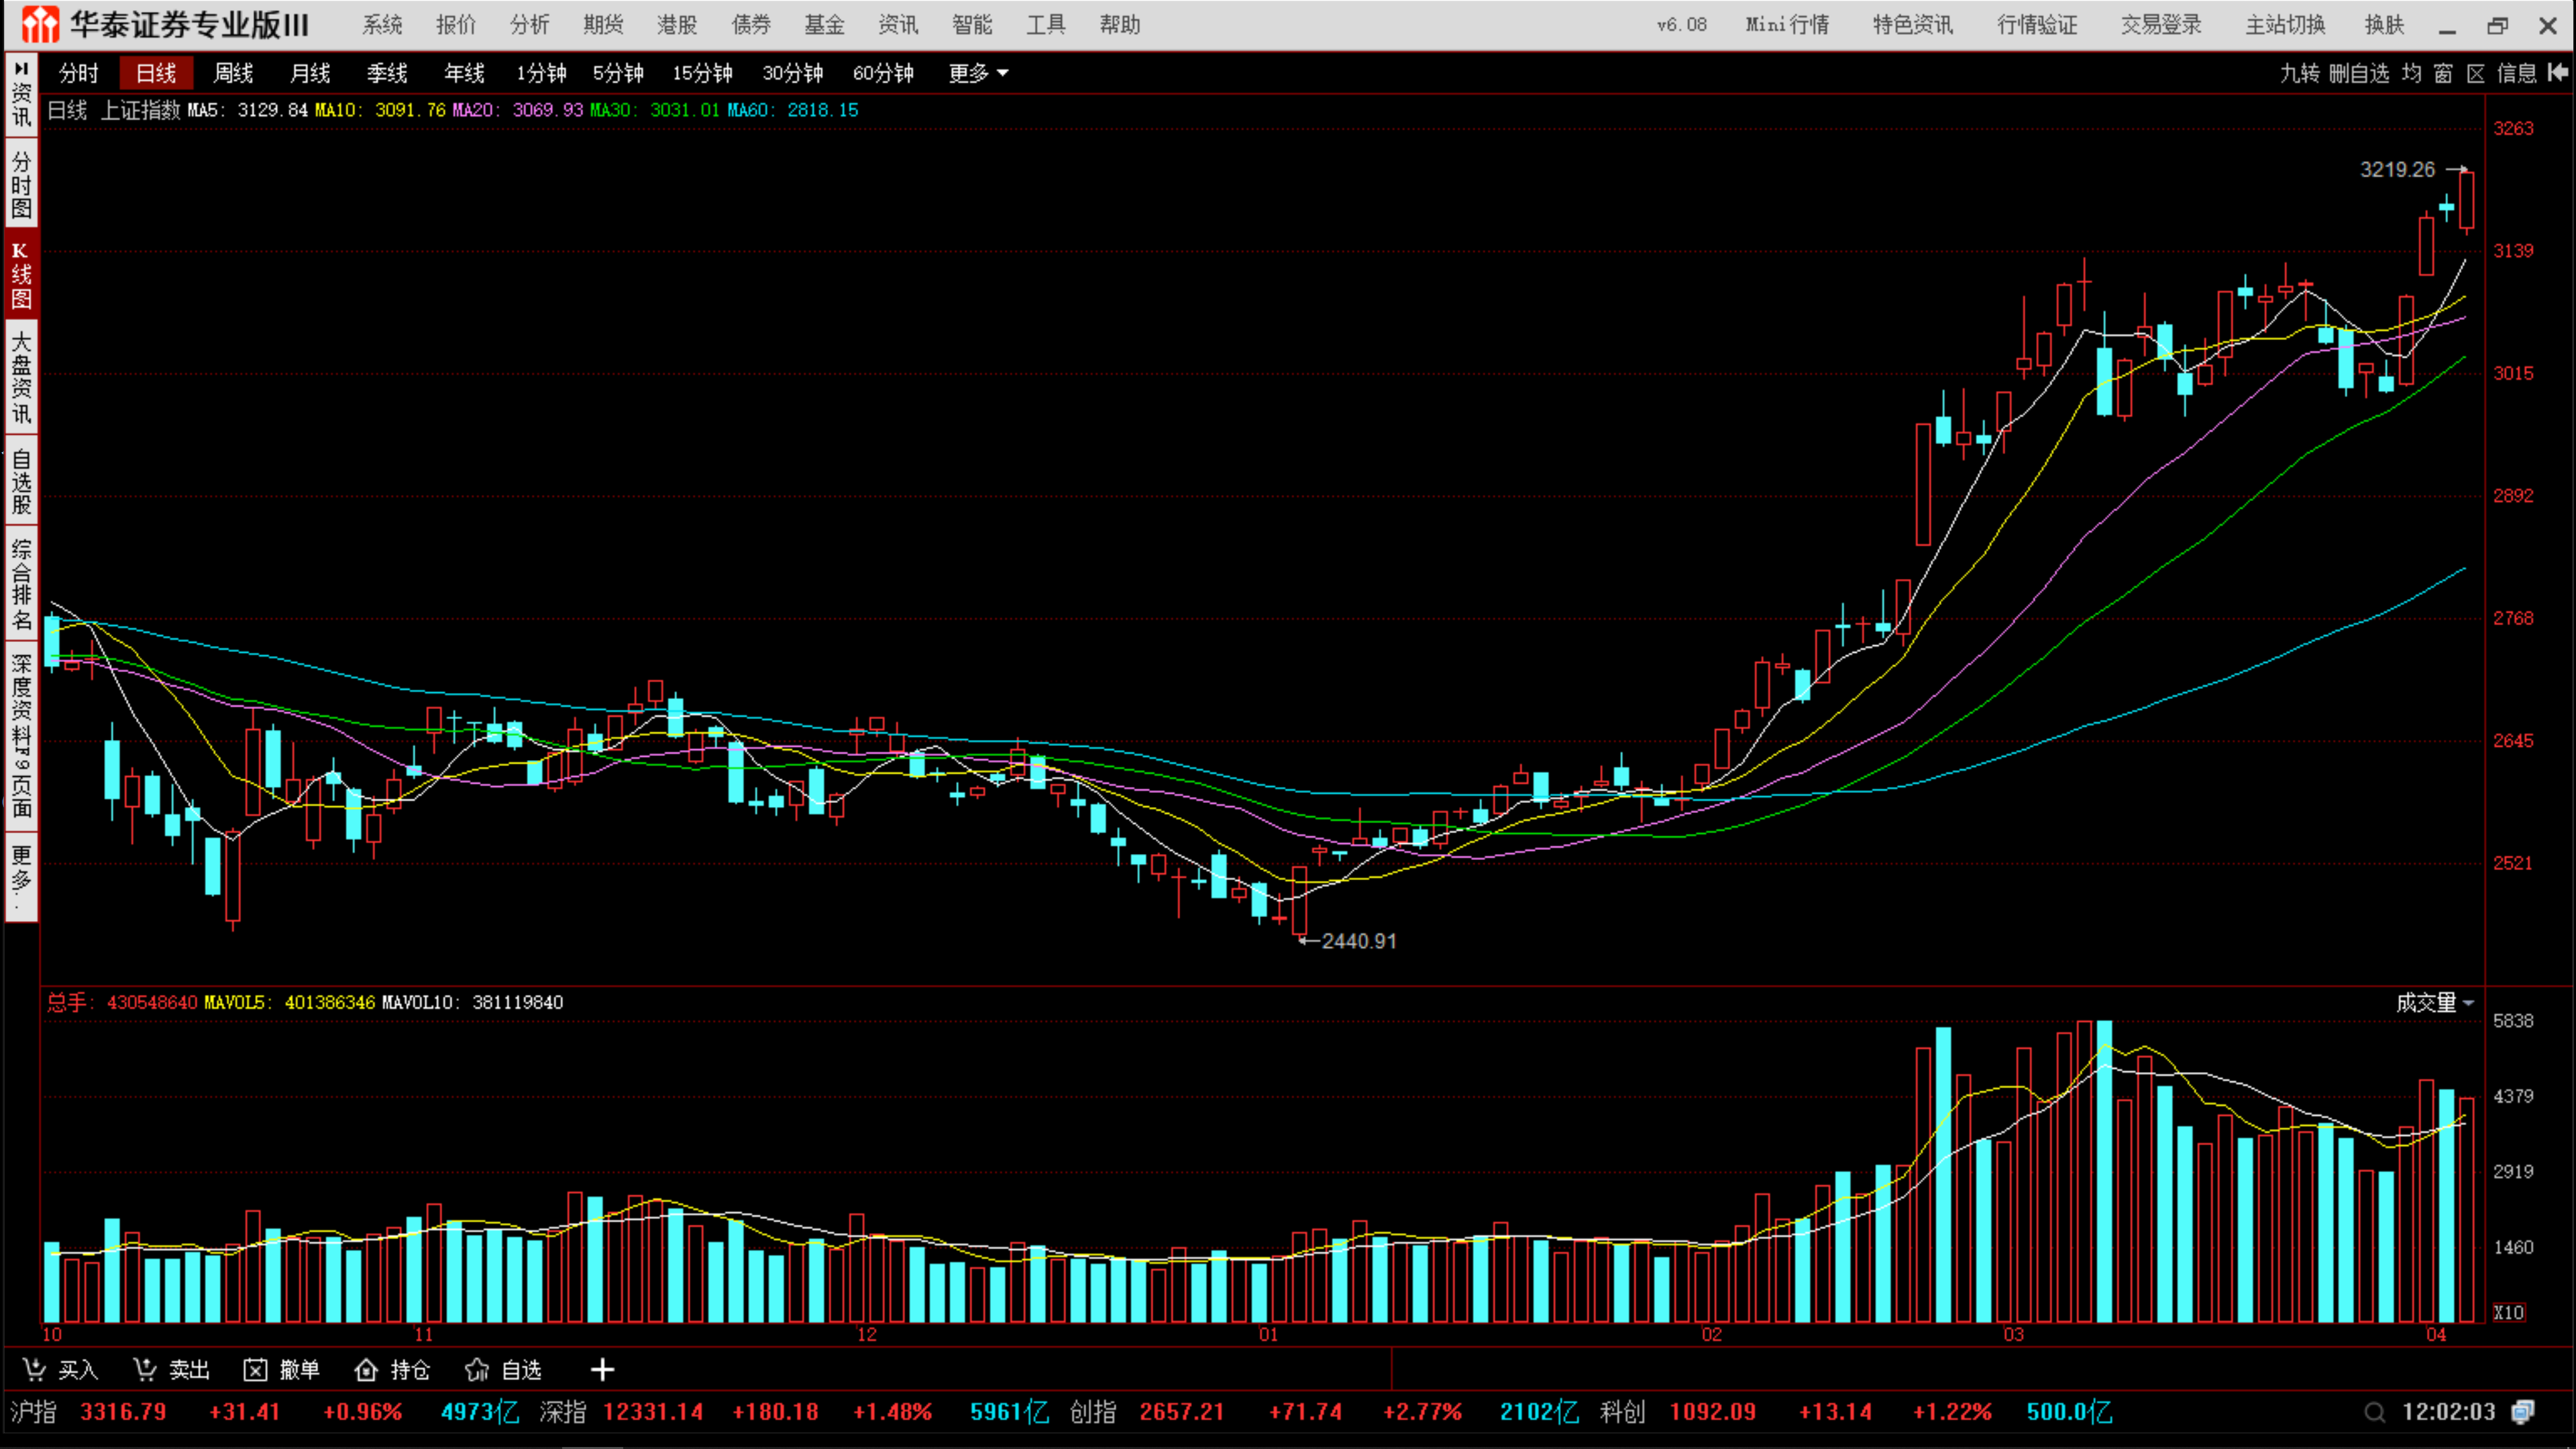 华泰证券专业版III 系统 报价 分析 期货 港股 债券 基金 资讯 智能 工具 帮助 v6.08 Mini行情 特色资讯 行情验证 交易登录 主站切换 换肤
分时 日线 周线 月线 季线 年线 1分钟 5分钟 15分钟 30分钟 60分钟 更多 九转 删自选 均 窗 区 信息
日线 上证指数 MA5: 3129.84 MA10: 3091.76 MA20: 3069.93 MA30: 3031.01 MA60: 2818.15
资讯
分时图
K线图
大盘资讯
自选股
综合排名
深度资料F9页面
更多..
3263
3219.26
3139
3015
2892
2768
2645
2521
2440.91
总手: 430548640 MAVOL5: 401386346 MAVOL10: 381119840 成交量
5838
4379
2919
1460
X10
10 11 12 01 02 03 04
买入 卖出 撤单 持仓 自选 +
沪指 3316.79 +31.41 +0.96% 4973亿 深指 12331.14 +180.18 +1.48% 5961亿 创指 2657.21 +71.74 +2.77% 2102亿 科创 1092.09 +13.14 +1.22% 500.0亿 12:02:03